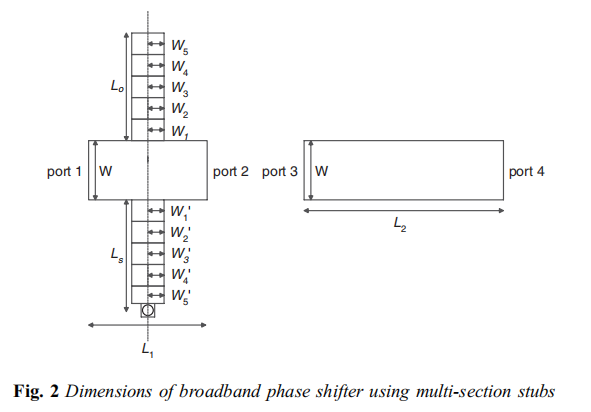 W5
W4
Lo
W3
W2
W1
port 1 W port 2 port 3 W port 4
L2
W1'
W2'
Ls
W3'
W4'
W5'
L1
Fig. 2 Dimensions of broadband phase shifter using multi-section stubs